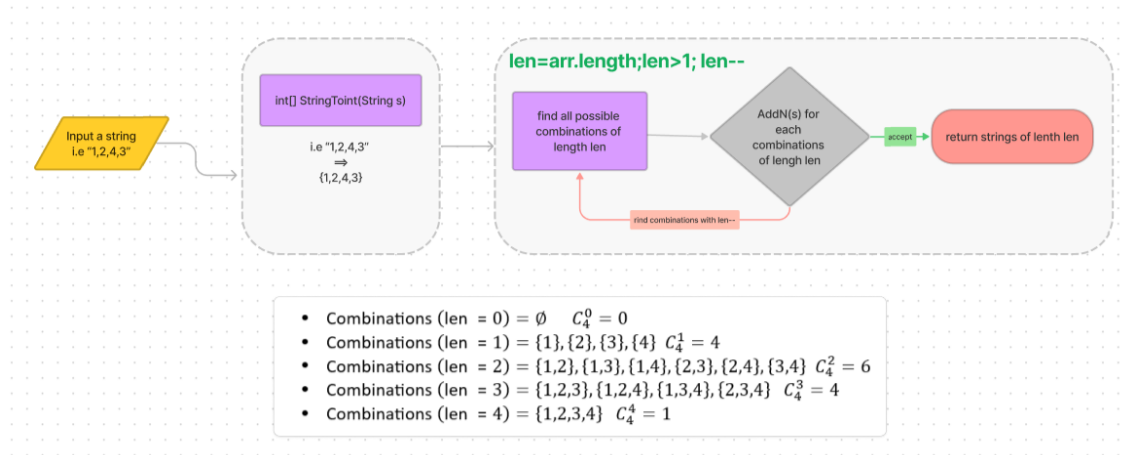 Input a string
i.e "1,2,4,3"
int[] StringToint(String s)
i.e "1,2,4,3"
⇒
{1,2,4,3}
len=arr.length;len>1; len--
find all possible
combinations of
length len
AddN(s) for
each
combinations
of lengh len
accept
return strings of lenth len
rind combinations with len--
• Combinations (len = 0) = ∅ C₄⁰ = 0
• Combinations (len = 1) = {1},{2},{3},{4} C₄¹ = 4
• Combinations (len = 2) = {1,2},{1,3},{1,4},{2,3},{2,4},{3,4} C₄² = 6
• Combinations (len = 3) = {1,2,3},{1,2,4},{1,3,4},{2,3,4} C₄³ = 4
• Combinations (len = 4) = {1,2,3,4} C₄⁴ = 1